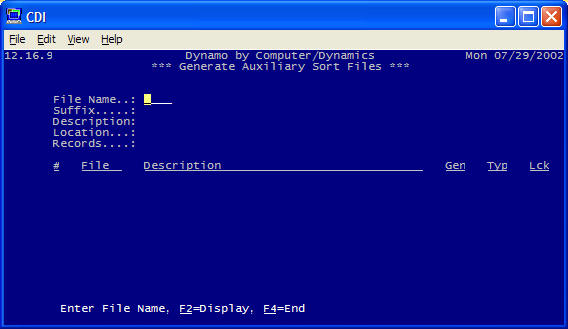 CDI
File Edit View Help
12.16.9 Dynamo by Computer/Dynamics Mon 07/29/2002
*** Generate Auxiliary Sort Files ***
File Name..:
Suffix.....:
Description:
Location...:
Records....:
# File Description Gen Typ Lck
Enter File Name, F2=Display, F4=End